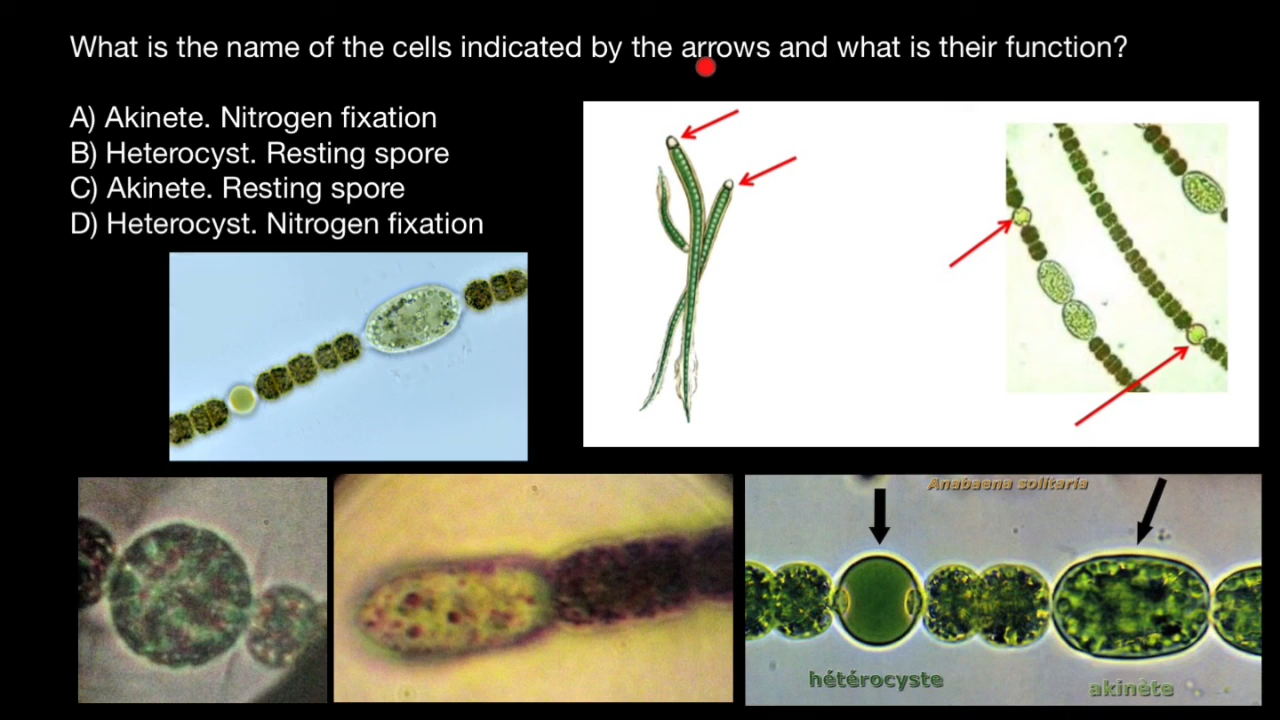 What is the name of the cells indicated by the arrows and what is their function?
A) Akinete. Nitrogen fixation
B) Heterocyst. Resting spore
C) Akinete. Resting spore
D) Heterocyst. Nitrogen fixation
Anabaena solitaria
hétérocyste
akinète